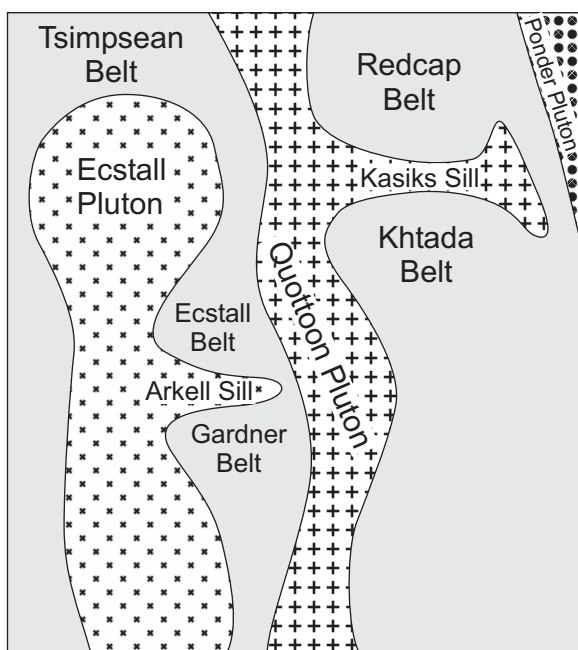 Tsimpsean
Belt
Redcap
Belt
Ponder Pluton
Ecstall
Pluton
Kasiks Sill
Khtada
Belt
Quottoon Pluton
Ecstall
Belt
Arkell Sill
Gardner
Belt